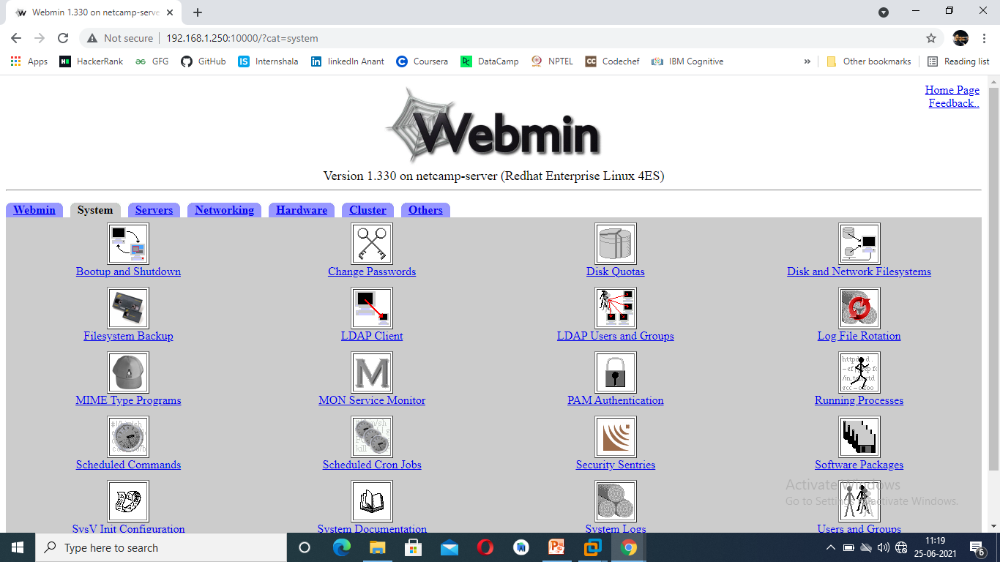 Webmin 1.330 on netcamp-serve
Not secure 192.168.1.250:10000/?cat=system
Apps HackerRank GFG GitHub Internshala linkedIn Anant Coursera DataCamp NPTEL Codechef IBM Cognitive » Other bookmarks Reading list
Home Page
Feedback..
Webmin
Version 1.330 on netcamp-server (Redhat Enterprise Linux 4ES)
Webmin System Servers Networking Hardware Cluster Others
Bootup and Shutdown Change Passwords Disk Quotas Disk and Network Filesystems
Filesystem Backup LDAP Client LDAP Users and Groups Log File Rotation
MIME Type Programs MON Service Monitor PAM Authentication Running Processes
Scheduled Commands Scheduled Cron Jobs Security Sentries Software Packages
Activate Windows
Go to Settings to activate Windows.
SysV Init Configuration System Documentation System Logs Users and Groups
Type here to search
11:19
25-06-2021
6